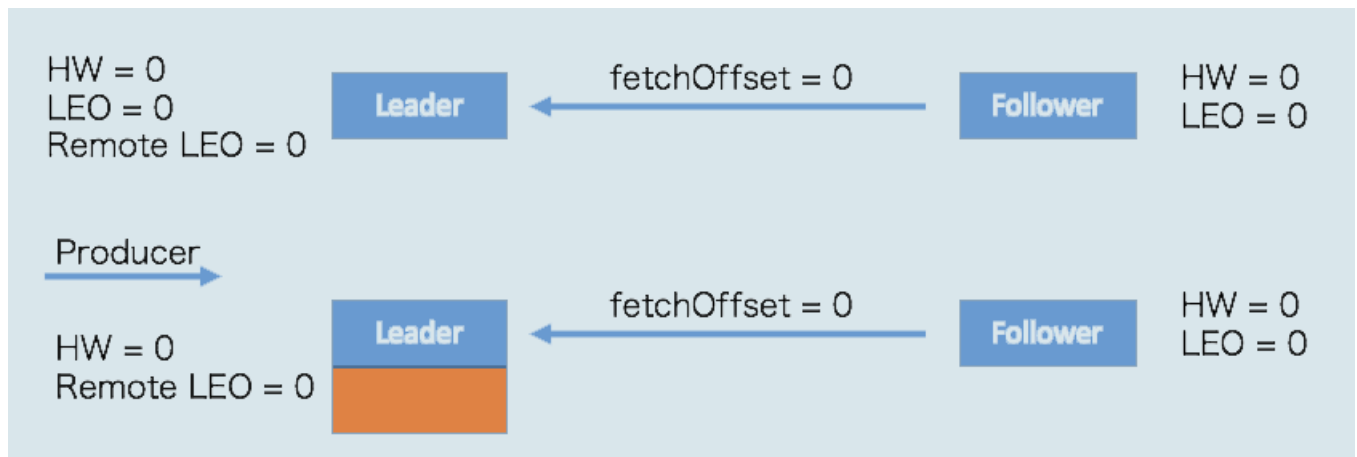 HW = 0
LEO = 0
Remote LEO = 0
Leader
fetchOffset = 0
Follower
HW = 0
LEO = 0
Producer
HW = 0
Remote LEO = 0
Leader
fetchOffset = 0
Follower
HW = 0
LEO = 0